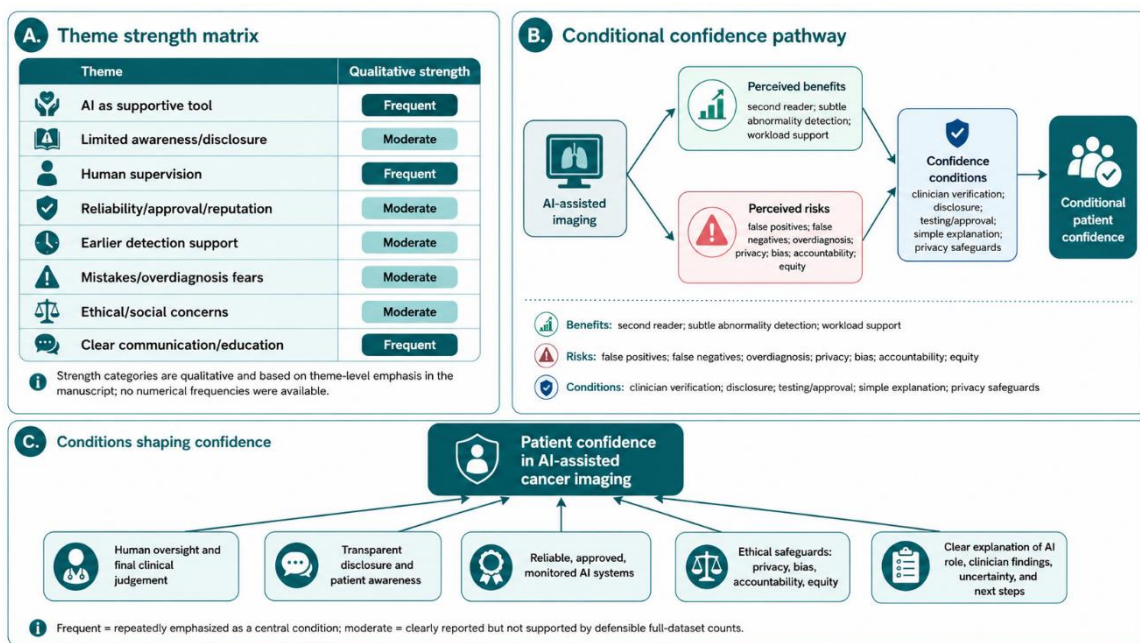 A. Theme strength matrix
Theme Qualitative strength
AI as supportive tool Frequent
Limited awareness/disclosure Moderate
Human supervision Frequent
Reliability/approval/reputation Moderate
Earlier detection support Moderate
Mistakes/overdiagnosis fears Moderate
Ethical/social concerns Moderate
Clear communication/education Frequent
Strength categories are qualitative and based on theme-level emphasis in the
manuscript; no numerical frequencies were available.
B. Conditional confidence pathway
AI-assisted
imaging
Perceived benefits
second reader; subtle
abnormality detection;
workload support
Perceived risks
false positives; false
negatives; overdiagnosis;
privacy; bias; accountability;
equity
Confidence
conditions
clinician verification;
disclosure;
testing/approval;
simple explanation;
privacy safeguards
Conditional
patient
confidence
Benefits: second reader; subtle abnormality detection; workload support
Risks: false positives; false negatives; overdiagnosis; privacy; bias; accountability; equity
Conditions: clinician verification; disclosure; testing/approval; simple explanation; privacy safeguards
C. Conditions shaping confidence
Patient confidence
in AI-assisted
cancer imaging
Human oversight and
final clinical
judgement
Transparent
disclosure and
patient awareness
Reliable, approved,
monitored AI systems
Ethical safeguards:
privacy, bias,
accountability, equity
Clear explanation of AI
role, clinician findings,
uncertainty, and
next steps
Frequent = repeatedly emphasized as a central condition; moderate = clearly reported but not supported by defensible full-dataset counts.